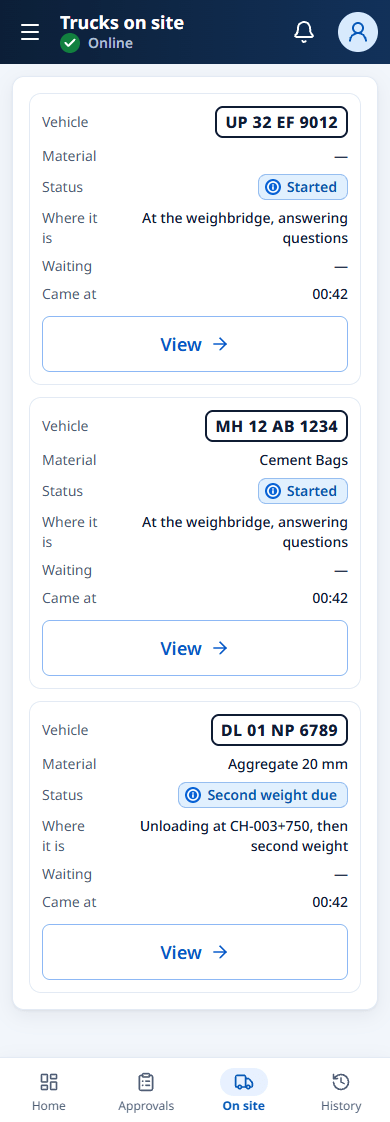 Trucks on site
Online
Vehicle UP 32 EF 9012
Material —
Status Started
Where it is At the weighbridge, answering questions
Waiting —
Came at 00:42
View →
Vehicle MH 12 AB 1234
Material Cement Bags
Status Started
Where it is At the weighbridge, answering questions
Waiting —
Came at 00:42
View →
Vehicle DL 01 NP 6789
Material Aggregate 20 mm
Status Second weight due
Where it is Unloading at CH-003+750, then second weight
Waiting —
Came at 00:42
View →
Home Approvals On site History